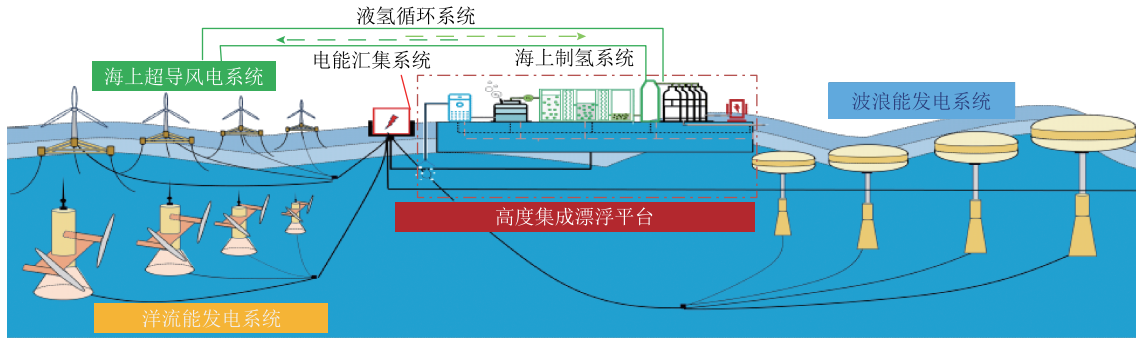 液氢循环系统
电能汇集系统
海上制氢系统
海上超导风电系统
波浪能发电系统
高度集成漂浮平台
洋流能发电系统